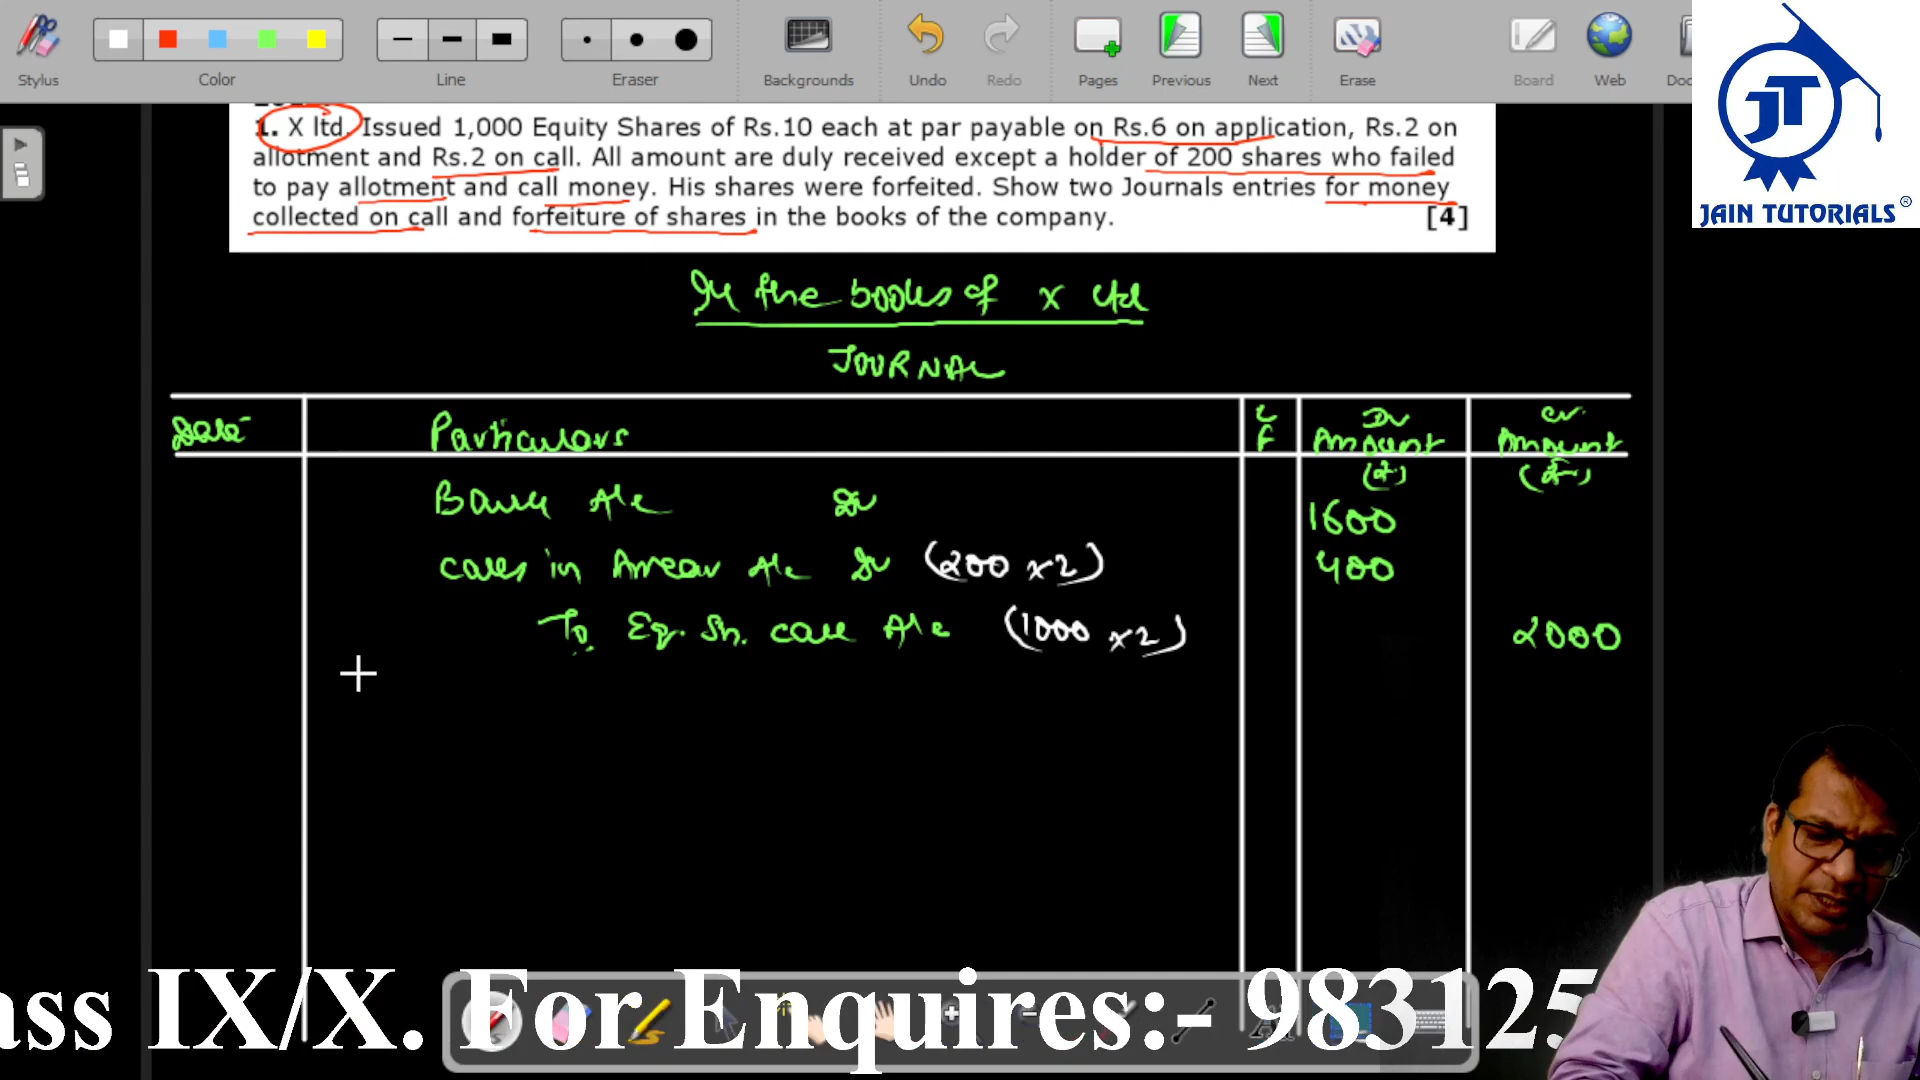 Stylus Color Line Eraser Backgrounds Undo Redo Pages Previous Next Erase Board Web
JT
JAIN TUTORIALS®
1. X ltd. Issued 1,000 Equity Shares of Rs.10 each at par payable on Rs.6 on application, Rs.2 on
allotment and Rs.2 on call. All amount are duly received except a holder of 200 shares who failed
to pay allotment and call money. His shares were forfeited. Show two Journals entries for money
collected on call and forfeiture of shares in the books of the company. [4]
In the books of X Ltd
JOURNAL
Date Particulars L F Dr Amount (₹) Cr. Amount (₹)
Bank A/c Dr 1600
Calls in Arrear A/c Dr (200 x 2) 400
To Eq. Sh. Call A/c (1000 x 2) 2000
ass IX/X. For Enquires:- 983125